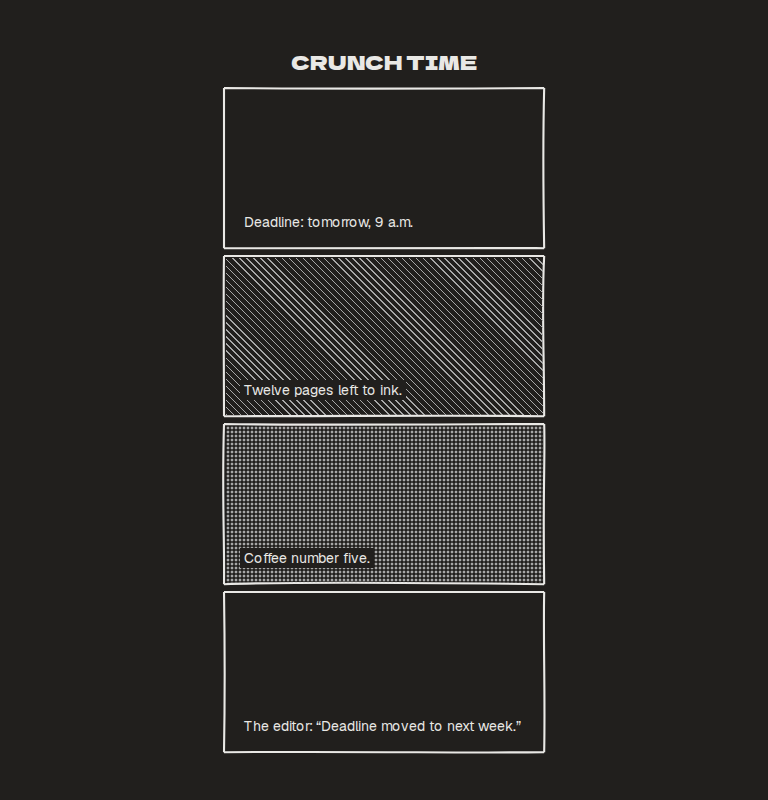 CRUNCH TIME
Deadline: tomorrow, 9 a.m.
Twelve pages left to ink.
Coffee number five.
The editor: “Deadline moved to next week.”